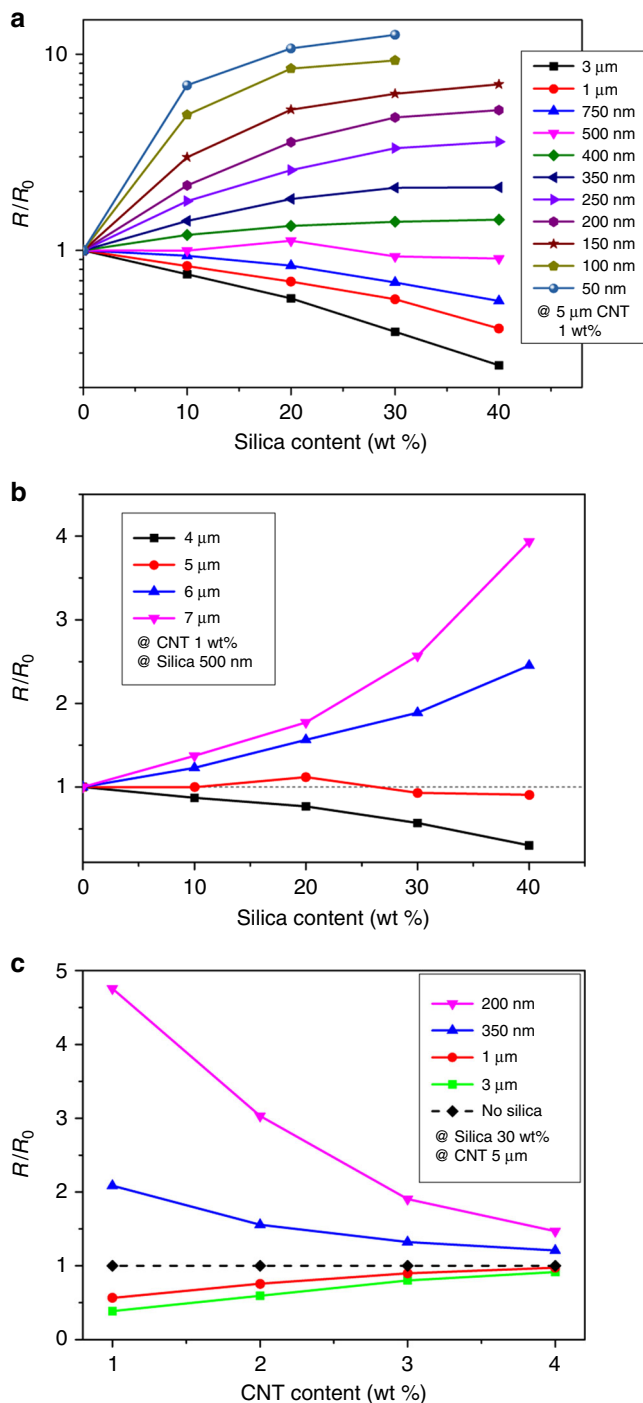 a
10
1
R/R0
0
10
20
30
40
Silica content (wt %)
3 μm
1 μm
750 nm
500 nm
400 nm
350 nm
250 nm
200 nm
150 nm
100 nm
50 nm
@ 5 μm CNT
1 wt%
b
4
3
2
1
R/R0
0
10
20
30
40
Silica content (wt %)
4 μm
5 μm
6 μm
7 μm
@ CNT 1 wt%
@ Silica 500 nm
c
5
4
3
2
1
0
R/R0
1
2
3
4
CNT content (wt %)
200 nm
350 nm
1 μm
3 μm
No silica
@ Silica 30 wt%
@ CNT 5 μm